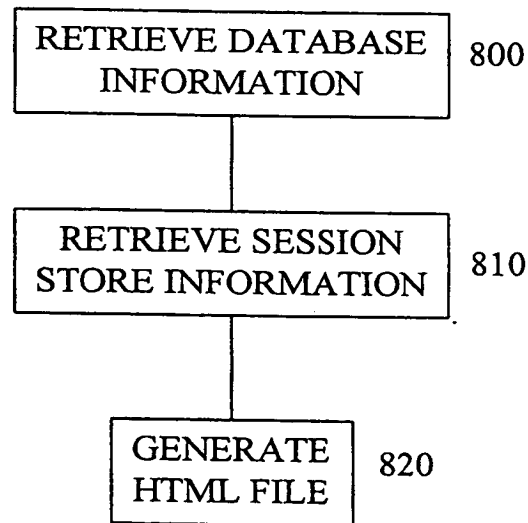 RETRIEVE DATABASE
INFORMATION
800
RETRIEVE SESSION
STORE INFORMATION
810
GENERATE
HTML FILE
820